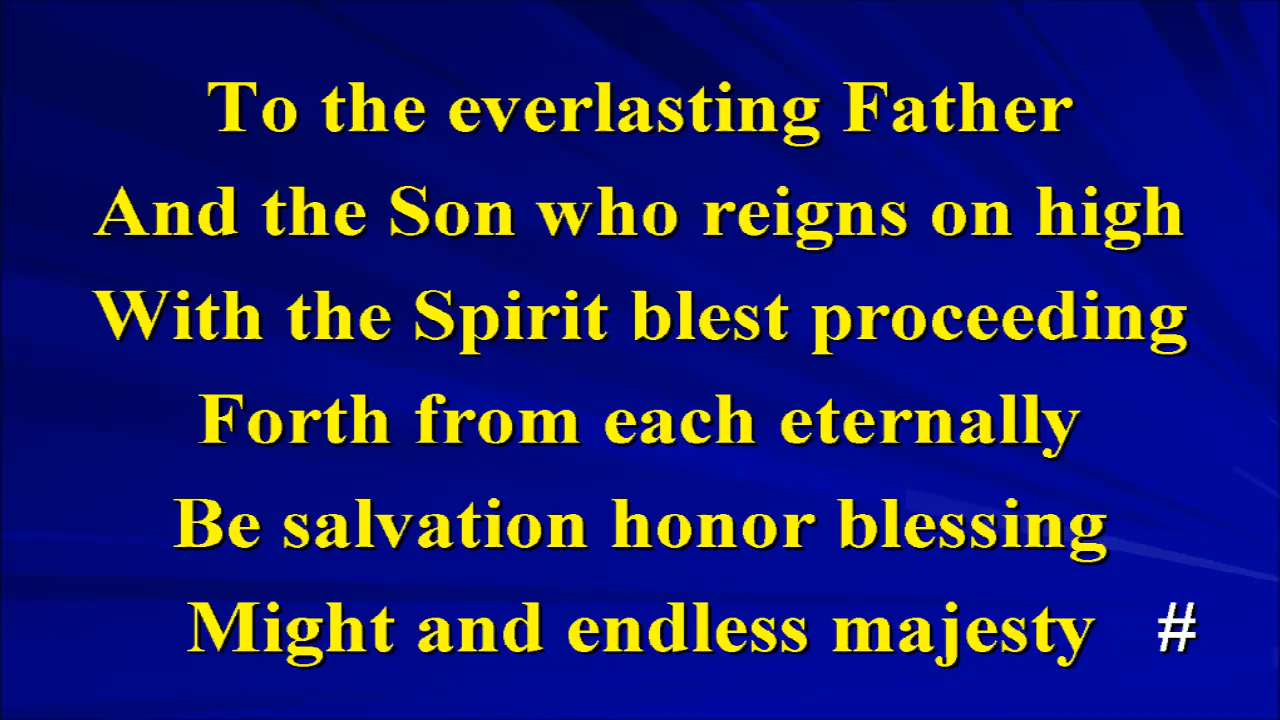 To the everlasting Father
And the Son who reigns on high
With the Spirit blest proceeding
Forth from each eternally
Be salvation honor blessing
Might and endless majesty #